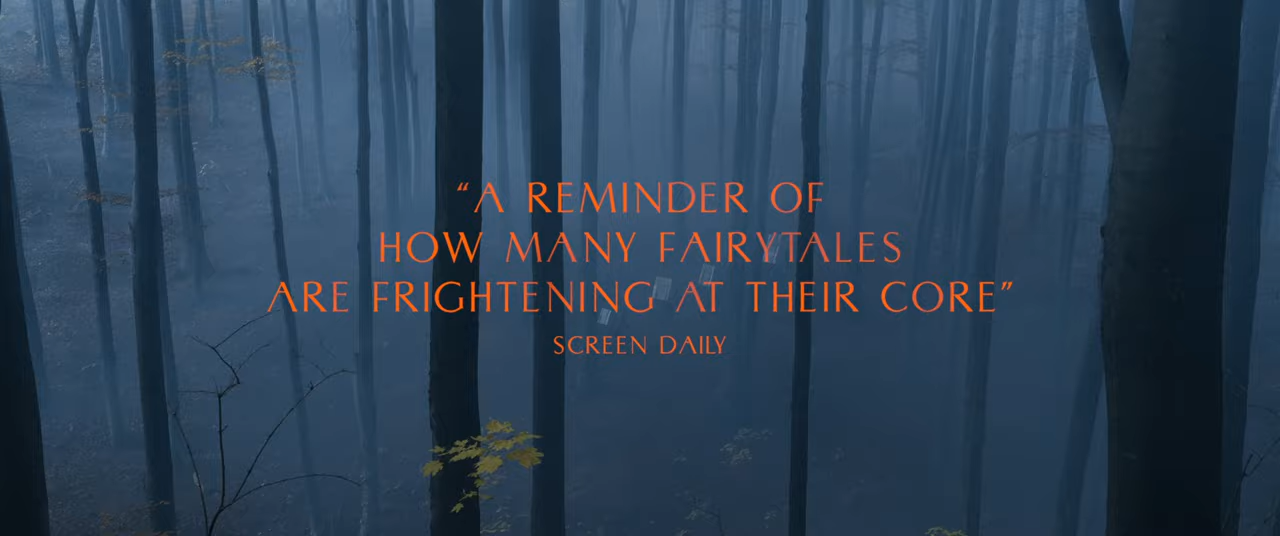 “A REMINDER OF
HOW MANY FAIRYTALES
ARE FRIGHTENING AT THEIR CORE”
SCREEN DAILY